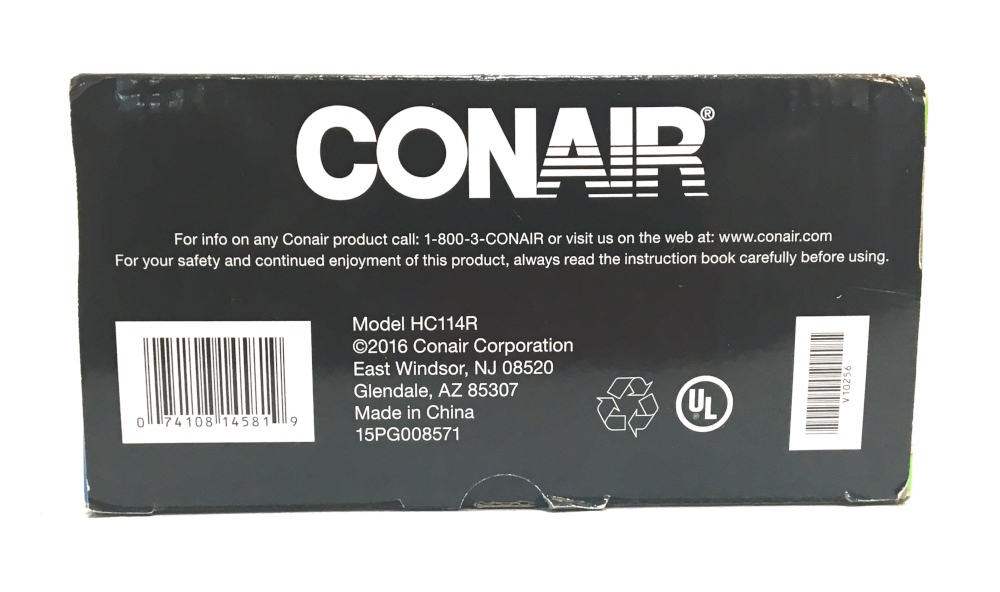 CONAIR®
For info on any Conair product call: 1-800-3-CONAIR or visit us on the web at: www.conair.com
For your safety and continued enjoyment of this product, always read the instruction book carefully before using.
Model HC114R
©2016 Conair Corporation
East Windsor, NJ 08520
Glendale, AZ 85307
Made in China
15PG008571
0 74108 14581 9
UL®
V10256